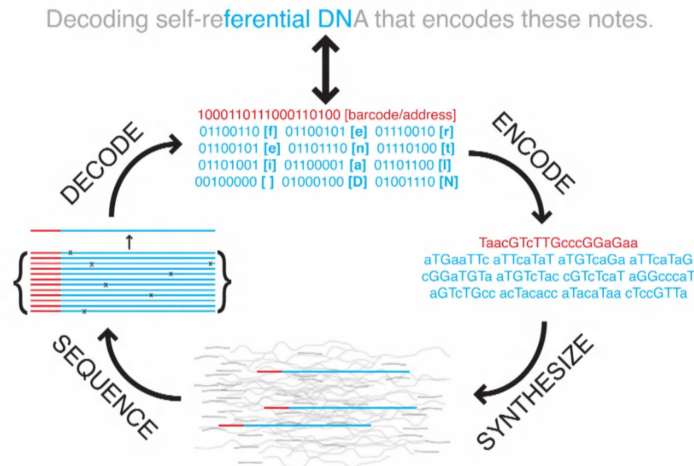 Decoding self-referential DNA that encodes these notes.
1000110111000110100 [barcode/address]
01100110 [f] 01100101 [e] 01110010 [r]
01100101 [e] 01101110 [n] 01110100 [t]
01101001 [i] 01100001 [a] 01101100 [l]
00100000 [ ] 01000100 [D] 01001110 [N]
ENCODE
TaacGTcTTGcccGGaGaa
aTGaaTTc aTTcaTaT aTGTcaGa aTTcaTaG
cGGaTGTa aTGTcTac cGTcTcaT aGGcccaT
aGTcTGcc acTacacc aTacaTaa cTccGTTa
SYNTHESIZE
SEQUENCE
x
x x
x
x
x
x
DECODE